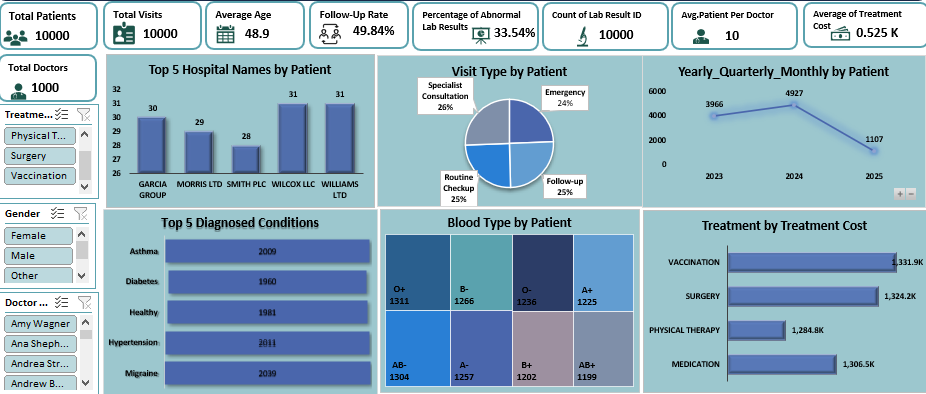 Total Patients
10000
Total Visits
10000
Average Age
48.9
Follow-Up Rate
49.84%
Percentage of Abnormal
Lab Results
33.54%
Count of Lab Result ID
10000
Avg.Patient Per Doctor
10
Average of Treatment
Cost
0.525 K
Total Doctors
1000
Treatme...
Physical T...
Surgery
Vaccination
Gender
Female
Male
Other
Doctor ...
Amy Wagner
Ana Sheph...
Andrea Str...
Andrew B...
Top 5 Hospital Names by Patient
32
31
30
29
28
27
26
30
29
28
31
31
GARCIA
GROUP
MORRIS LTD
SMITH PLC
WILCOX LLC
WILLIAMS
LTD
Visit Type by Patient
Specialist
Consultation
26%
Emergency
24%
Routine
Checkup
25%
Follow-up
25%
Yearly_Quarterly_Monthly by Patient
6000
4000
2000
0
3966
4927
1107
2023
2024
2025
+ -
Top 5 Diagnosed Conditions
Asthma
2009
Diabetes
1960
Healthy
1981
Hypertension
2011
Migraine
2039
Blood Type by Patient
O+
1311
B-
1266
O-
1236
A+
1225
AB-
1304
A-
1257
B+
1202
AB+
1199
Treatment by Treatment Cost
VACCINATION
1,331.9K
SURGERY
1,324.2K
PHYSICAL THERAPY
1,284.8K
MEDICATION
1,306.5K